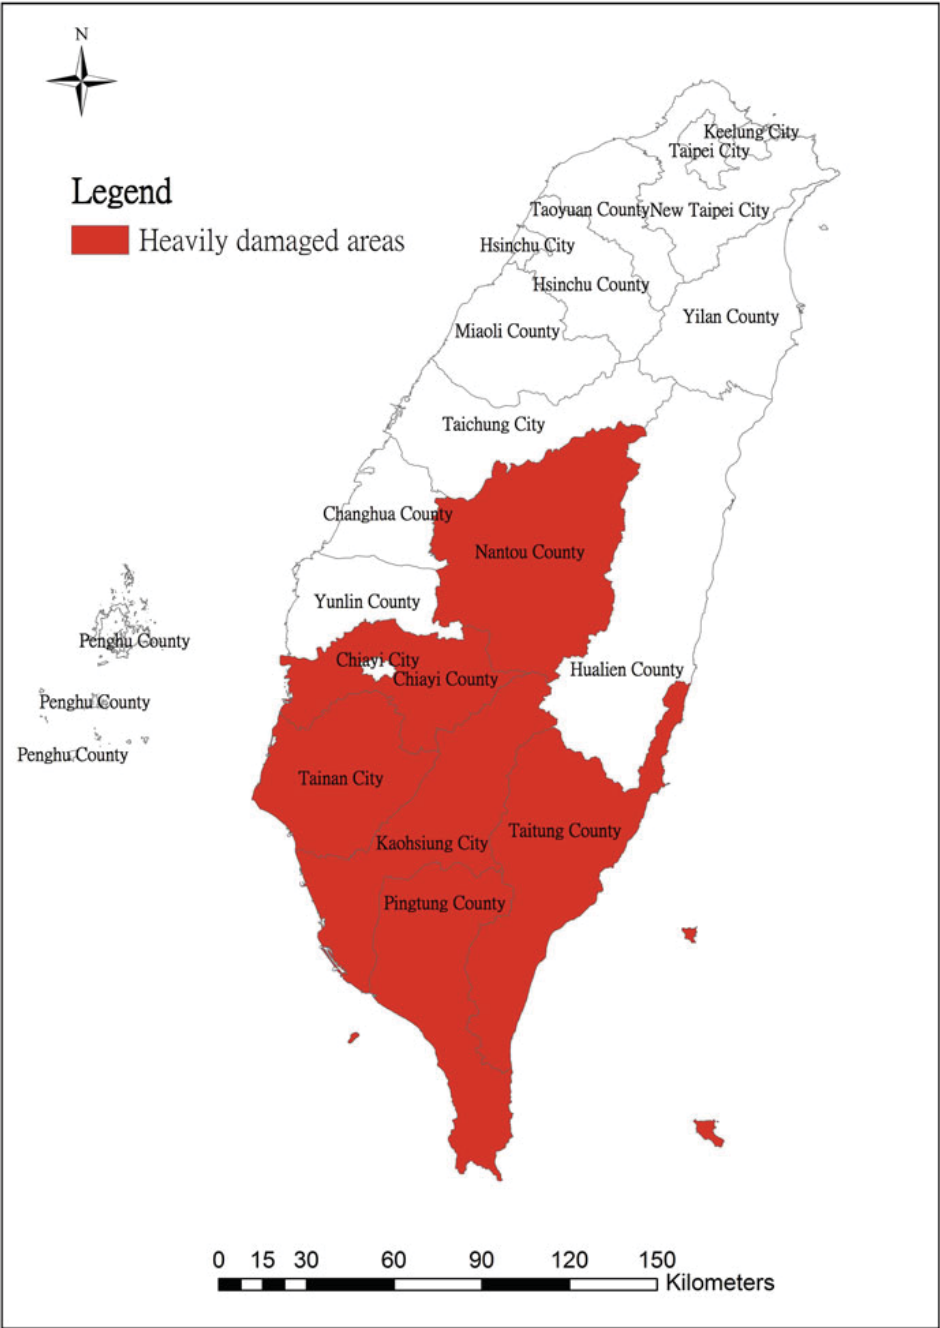 N
Legend
Heavily damaged areas
Keelung City
Taipei City
Taoyuan County
New Taipei City
Hsinchu City
Hsinchu County
Yilan County
Miaoli County
Taichung City
Changhua County
Nantou County
Yunlin County
Penghu County
Chiayi City
Hualien County
Chiayi County
Penghu County
Penghu County
Tainan City
Taitung County
Kaohsiung City
Pingtung County
0 15 30 60 90 120 150
Kilometers